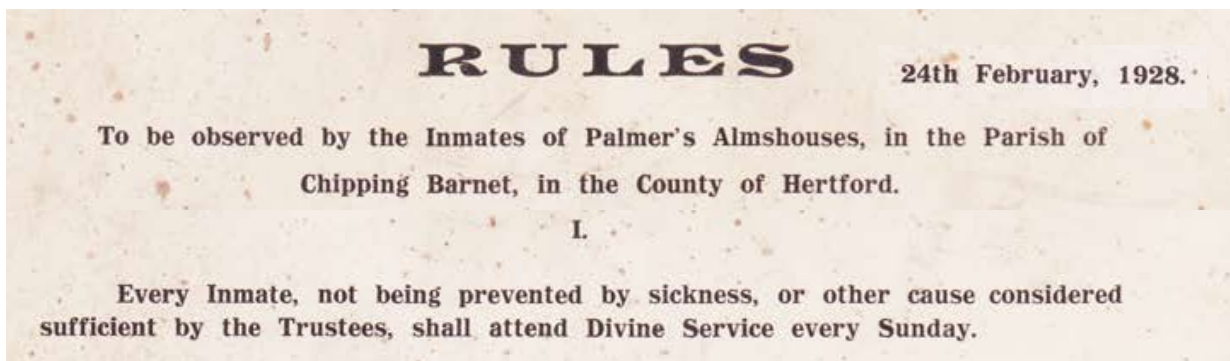 RULES
24th February, 1928.
To be observed by the Inmates of Palmer's Almshouses, in the Parish of
Chipping Barnet, in the County of Hertford.
I.
Every Inmate, not being prevented by sickness, or other cause considered
sufficient by the Trustees, shall attend Divine Service every Sunday.